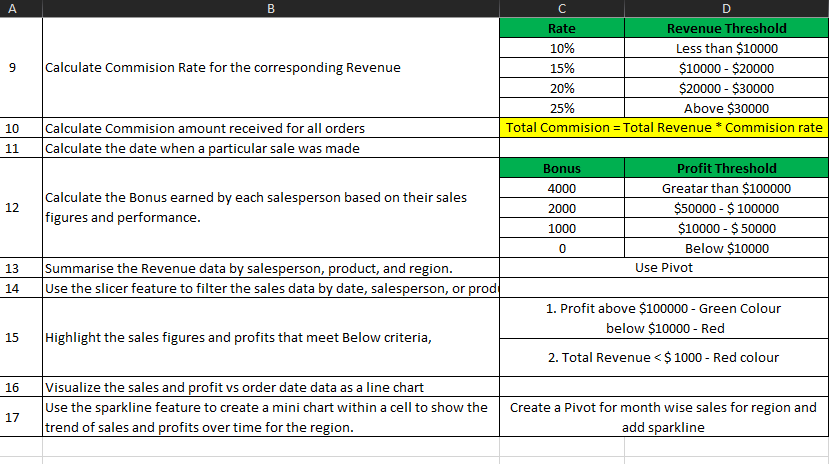 A B C D
Rate Revenue Threshold
10% Less than $10000
9 Calculate Commision Rate for the corresponding Revenue 15% $10000 - $20000
20% $20000 - $30000
25% Above $30000
10 Calculate Commision amount received for all orders Total Commision = Total Revenue * Commision rate
11 Calculate the date when a particular sale was made
Bonus Profit Threshold
4000 Greatar than $100000
12 Calculate the Bonus earned by each salesperson based on their sales
figures and performance.
2000 $50000 - $ 100000
1000 $10000 - $ 50000
0 Below $10000
13 Summarise the Revenue data by salesperson, product, and region. Use Pivot
14 Use the slicer feature to filter the sales data by date, salesperson, or produ
15 Highlight the sales figures and profits that meet Below criteria,
1. Profit above $100000 - Green Colour
below $10000 - Red
2. Total Revenue < $ 1000 - Red colour
16 Visualize the sales and profit vs order date data as a line chart
17 Use the sparkline feature to create a mini chart within a cell to show the
trend of sales and profits over time for the region.
Create a Pivot for month wise sales for region and
add sparkline